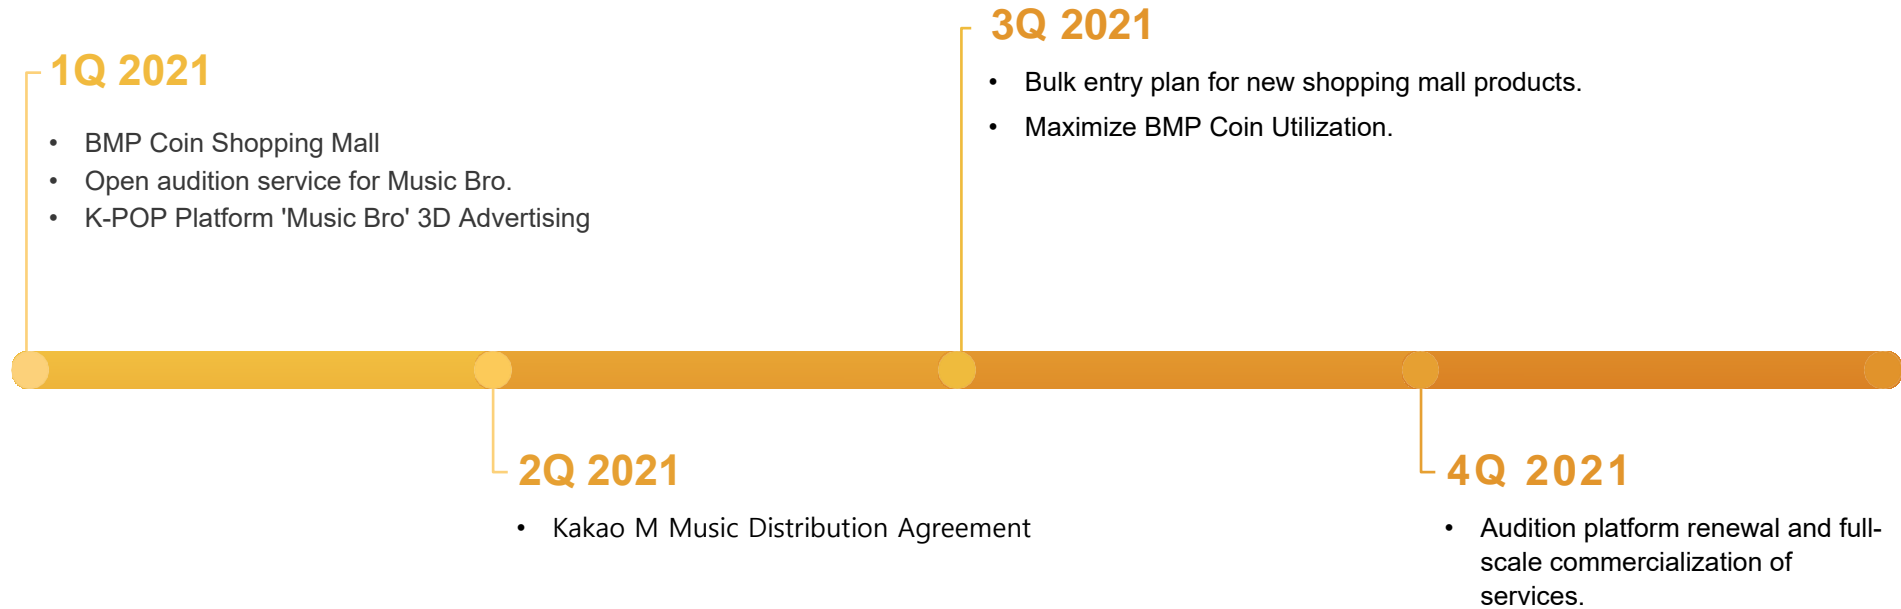 1Q 2021
• BMP Coin Shopping Mall
• Open audition service for Music Bro.
• K-POP Platform 'Music Bro' 3D Advertising
2Q 2021
• Kakao M Music Distribution Agreement
3Q 2021
• Bulk entry plan for new shopping mall products.
• Maximize BMP Coin Utilization.
4Q 2021
• Audition platform renewal and full-
scale commercialization of
services.